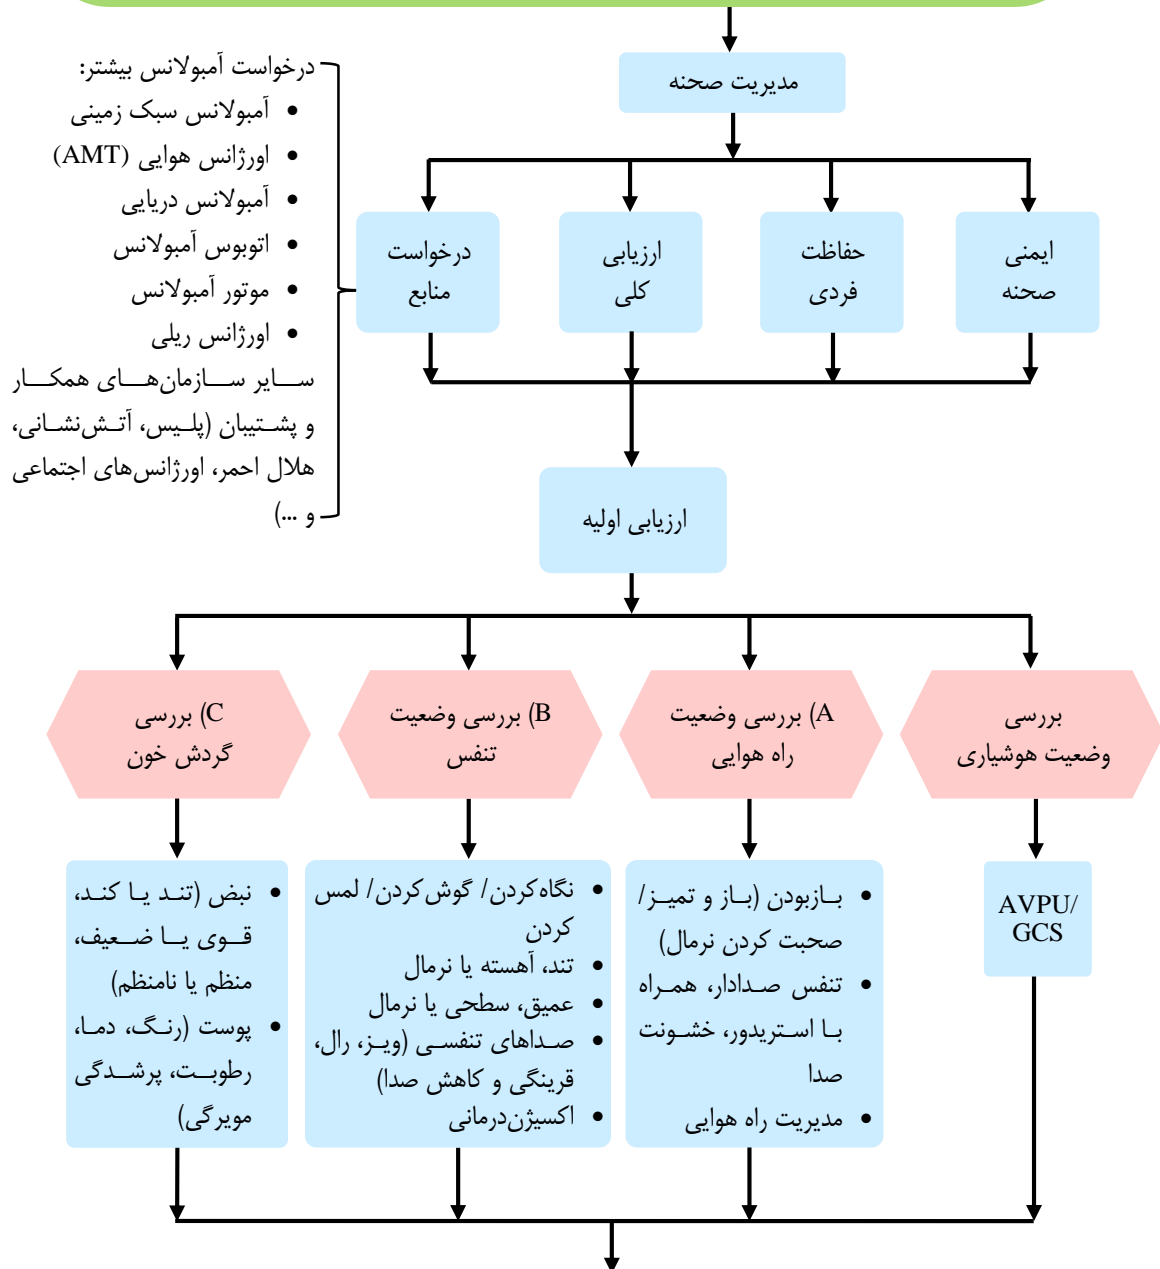 مدیریت صحنه
ایمنی
صحنه
حفاظت
فردی
ارزیابی
کلی
درخواست
منابع
درخواست آمبولانس بیشتر:
• آمبولانس سبک زمینی
• اورژانس هوایی (AMT)
• آمبولانس دریایی
• اتوبوس آمبولانس
• موتور آمبولانس
• اورژانس ریلی
سایر سازمان‌های همکار
و پشتیبان (پلیس، آتش‌نشانی،
هلال احمر، اورژانس‌های اجتماعی
و ...)
ارزیابی اولیه
بررسی
وضعیت هوشیاری
A) بررسی وضعیت
راه هوایی
B) بررسی وضعیت
تنفس
C) بررسی
گردش خون
AVPU/
GCS
• بازبودن (باز و تمیز/
صحبت کردن نرمال)
• تنفس صدادار، همراه
با استریدور، خشونت
صدا
• مدیریت راه هوایی
• نگاه‌کردن/ گوش‌کردن/ لمس
کردن
• تند، آهسته یا نرمال
• عمیق، سطحی یا نرمال
• صداهای تنفسی (ویز، رال،
قرینگی و کاهش صدا)
• اکسیژن‌درمانی
• نبض (تند یا کند،
قوی یا ضعیف،
منظم یا نامنظم)
• پوست (رنگ، دما،
رطوبت، پرشدگی
مویرگی)